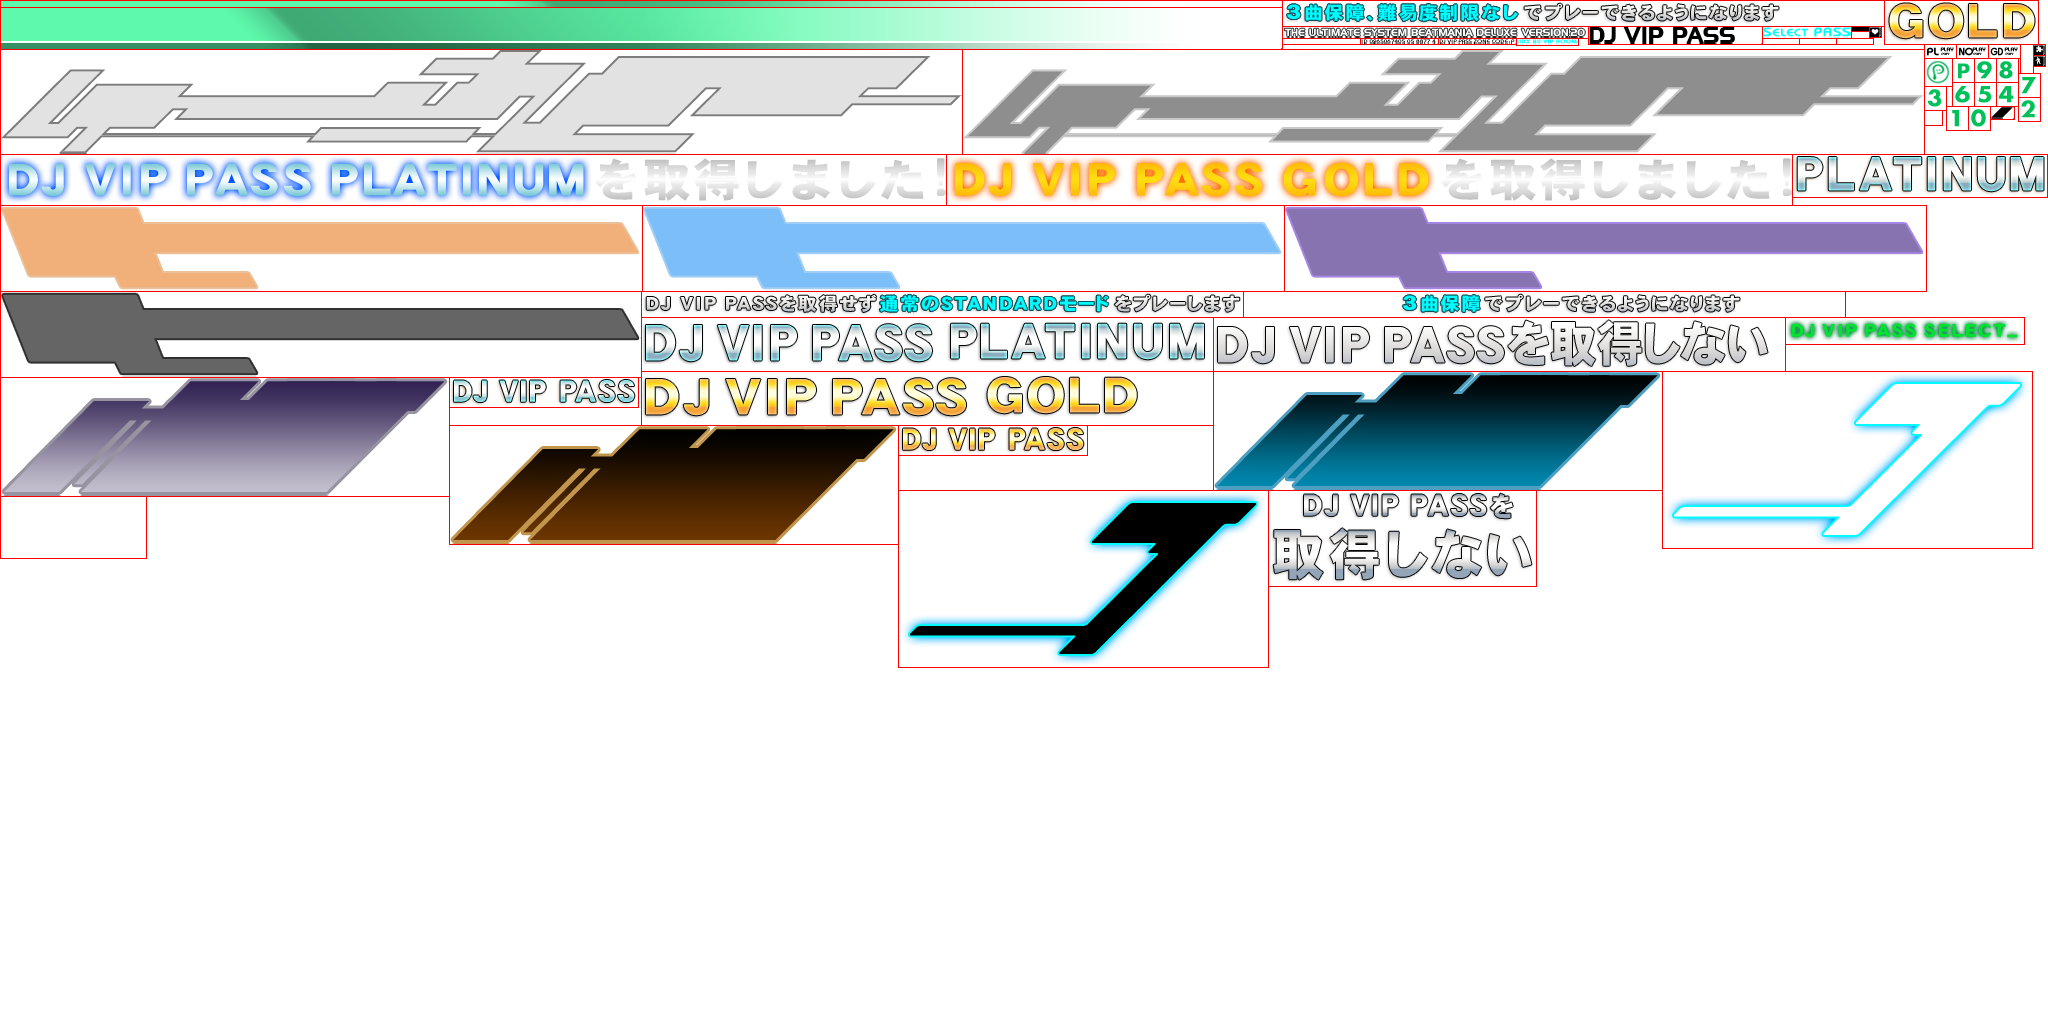 3曲保障、難易度制限なしでプレーできるようになります
GOLD
THE ULTIMATE SYSTEM BEATMANIA DELUXE VERSION20
DJ VIP PASS
SELECT PASS
PL PLAY
NO PLAY
GD PLAY
P 9 8
7
3 6 5 4
2
1 0
DJ VIP PASS PLATINUM を取得しました!
DJ VIP PASS GOLD を取得しました!
PLATINUM
DJ VIP PASSを取得せず通常のSTANDARDモードをプレーします
3曲保障でプレーできるようになります
DJ VIP PASS PLATINUM
DJ VIP PASSを取得しない
DJ VIP PASS SELECT...
DJ VIP PASS
DJ VIP PASS GOLD
DJ VIP PASS
DJ VIP PASSを
取得しない